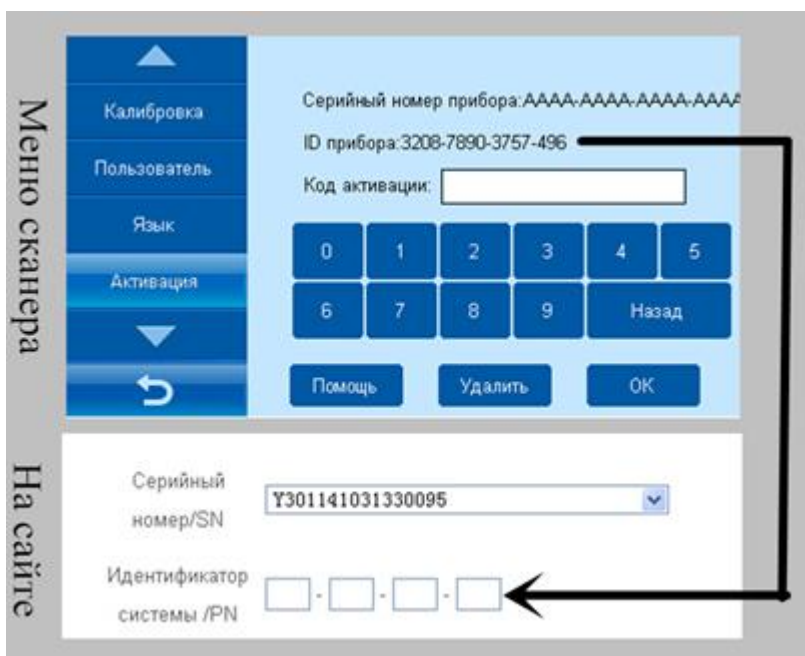 Меню сканера
Калибровка
Пользователь
Язык
Активация
Серийный номер прибора:AAAA-AAAA-AAAA-AAAA
ID прибора:3208-7890-3757-496
Код активации:
0 1 2 3 4 5
6 7 8 9 Назад
Помощь Удалить OK
На сайте
Серийный
номер/SN
Y301141031330095
Идентификатор
системы /PN
- - -